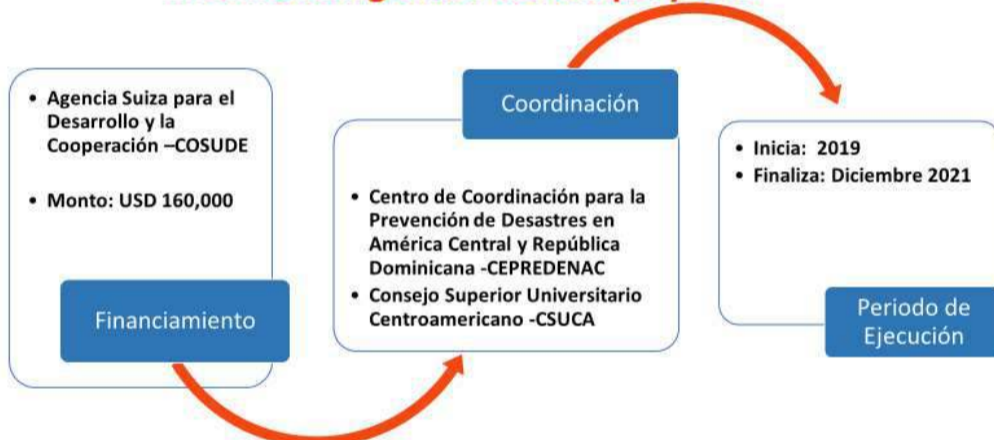 • Agencia Suiza para el
Desarrollo y la
Cooperación –COSUDE
• Monto: USD 160,000
Financiamiento
Coordinación
• Centro de Coordinación para la
Prevención de Desastres en
América Central y República
Dominicana -CEPREDENAC
• Consejo Superior Universitario
Centroamericano -CSUCA
• Inicia: 2019
• Finaliza: Diciembre 2021
Periodo de
Ejecución